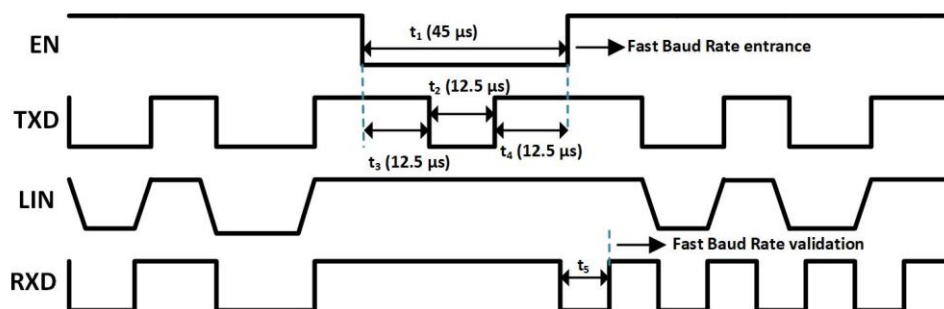 EN
t₁ (45 µs)
Fast Baud Rate entrance
t₂ (12.5 µs)
TXD
t₃ (12.5 µs)
t₄ (12.5 µs)
LIN
Fast Baud Rate validation
RXD
t₅